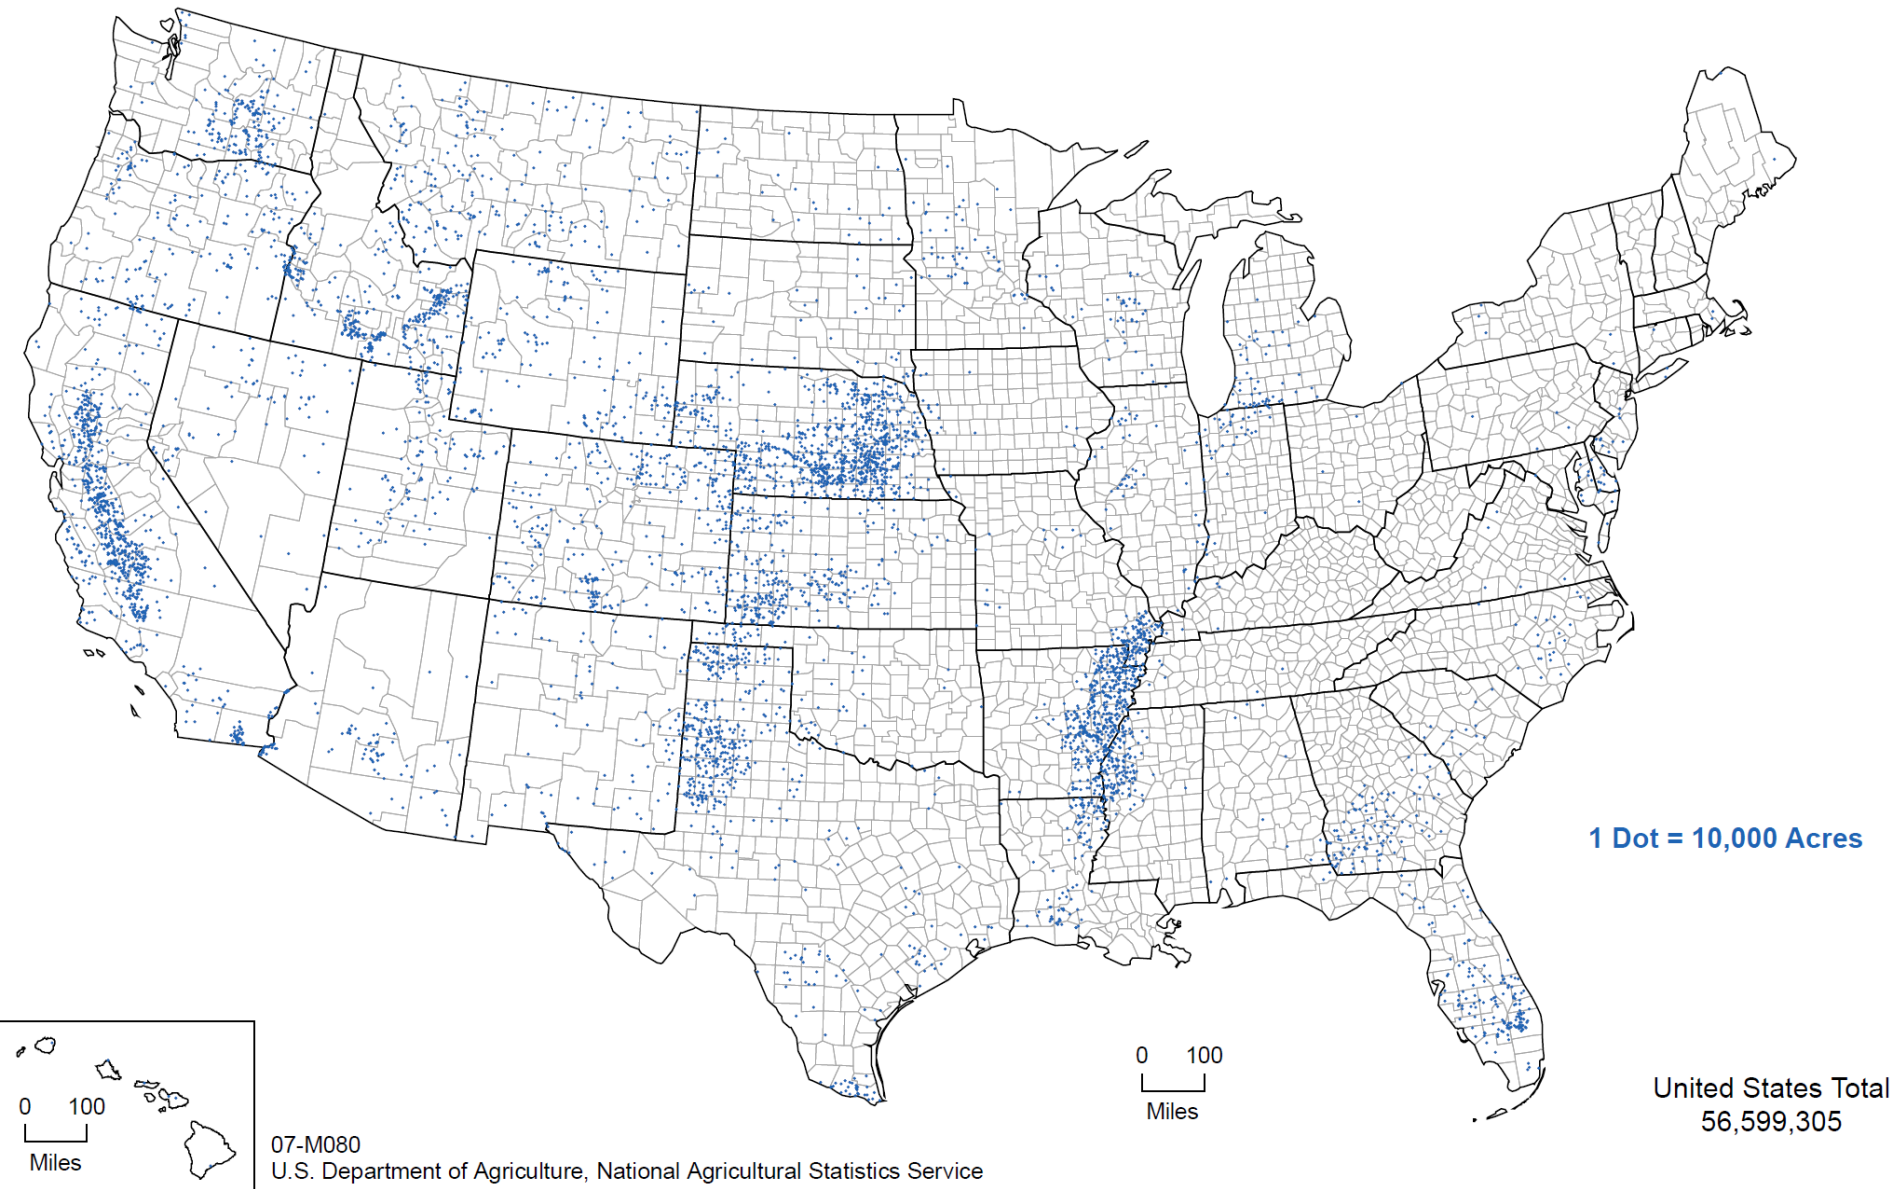 1 Dot = 10,000 Acres
0 100
Miles
United States Total
56,599,305
0 100
Miles
07-M080
U.S. Department of Agriculture, National Agricultural Statistics Service